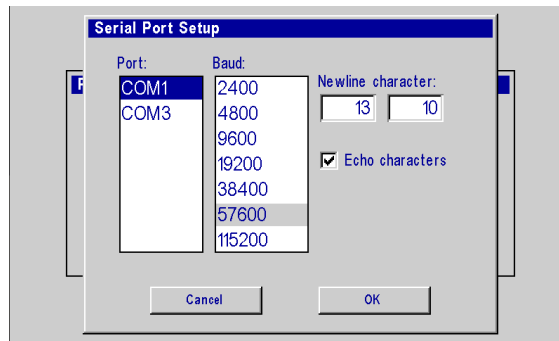 Serial Port Setup
Port:
COM1
COM3
Baud:
2400
4800
9600
19200
38400
57600
115200
Newline character:
13 10
Echo characters
Cancel OK